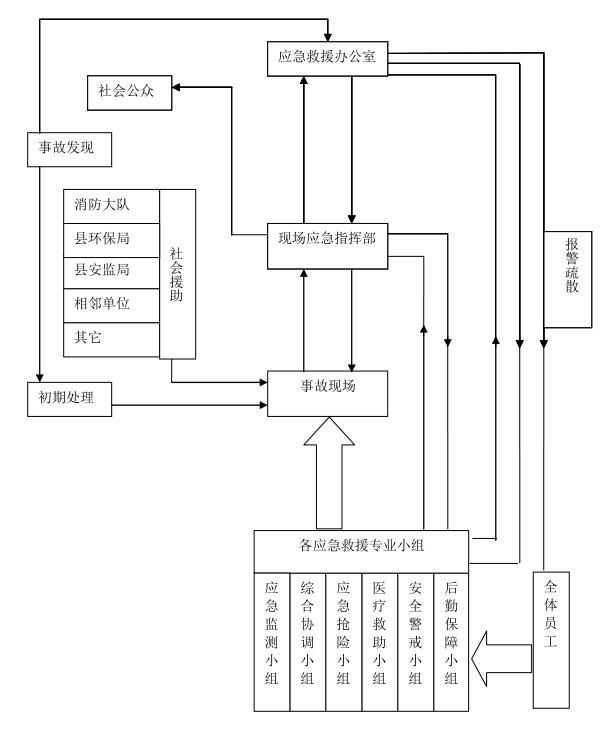 应急救援办公室
社会公众
事故发现
消防大队
县环保局
县安监局
相邻单位
其它
社会援助
现场应急指挥部
报警疏散
初期处理
事故现场
各应急救援专业小组
应急监测小组
综合协调小组
应急抢险小组
医疗救助小组
安全警戒小组
后勤保障小组
全体员工